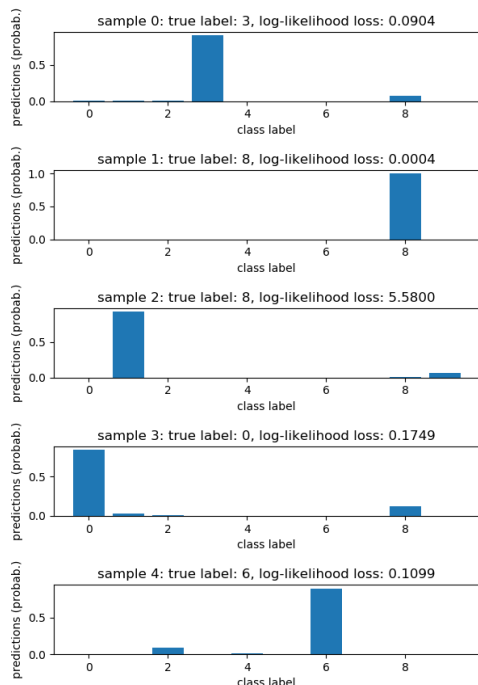 sample 0: true label: 3, log-likelihood loss: 0.0904
predictions (probab.)
0.5
0.0
0 2 4 6 8
class label
sample 1: true label: 8, log-likelihood loss: 0.0004
predictions (probab.)
1.0
0.5
0.0
0 2 4 6 8
class label
sample 2: true label: 8, log-likelihood loss: 5.5800
predictions (probab.)
0.5
0.0
0 2 4 6 8
class label
sample 3: true label: 0, log-likelihood loss: 0.1749
predictions (probab.)
0.5
0.0
0 2 4 6 8
class label
sample 4: true label: 6, log-likelihood loss: 0.1099
predictions (probab.)
0.5
0.0
0 2 4 6 8
class label